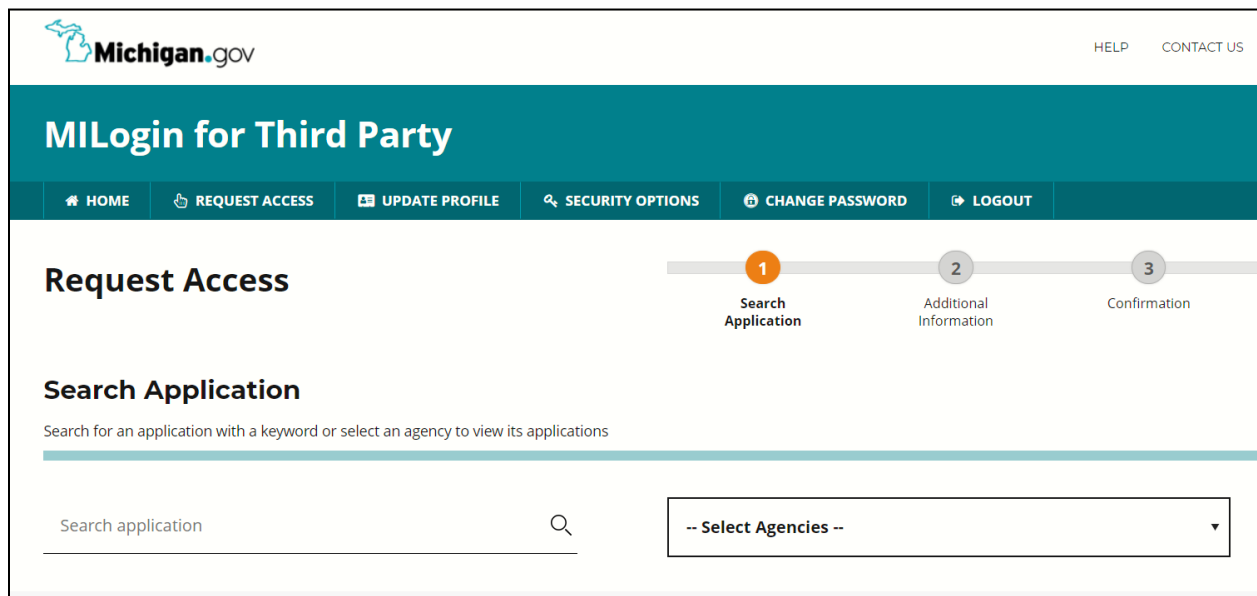 Michigan.gov
HELP CONTACT US
MILogin for Third Party
HOME REQUEST ACCESS UPDATE PROFILE SECURITY OPTIONS CHANGE PASSWORD LOGOUT
Request Access
1 2 3
Search Application
Additional Information
Confirmation
Search Application
Search for an application with a keyword or select an agency to view its applications
Search application
-- Select Agencies --